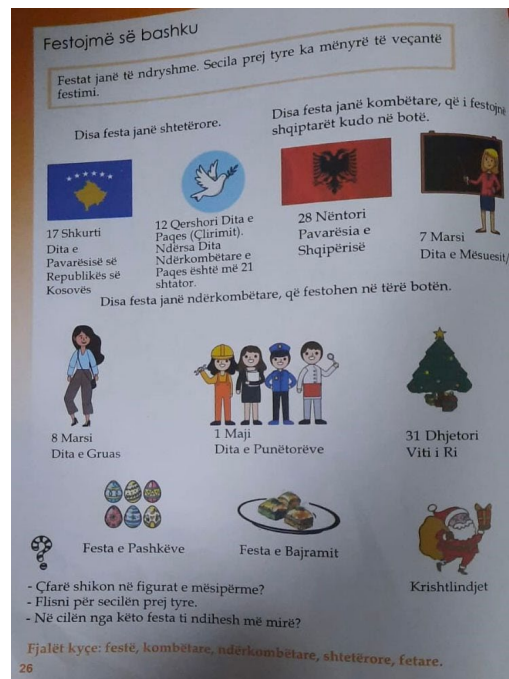 Festojmë së bashku
Festat janë të ndryshme. Secila prej tyre ka mënyrë të veçantë
festimi.
Disa festa janë shtetërore.
Disa festa janë kombëtare, që i festojnë
shqiptarët kudo në botë.
17 Shkurti
Dita e
Pavarësisë së
Republikës së
Kosovës
12 Qershori Dita e
Paqes (Çlirimit).
Ndërsa Dita
Ndërkombëtare e
Paqes është më 21
shtator.
28 Nëntori
Pavarësia e
Shqipërisë
7 Marsi
Dita e Mësuesit/
Disa festa janë ndërkombëtare, që festohen në tërë botën.
8 Marsi
Dita e Gruas
1 Maji
Dita e Punëtorëve
31 Dhjetori
Viti i Ri
Festa e Pashkëve
Festa e Bajramit
Krishtlindjet
?
- Çfarë shikon në figurat e mësipërme?
- Flisni për secilën prej tyre.
- Në cilën nga këto festa ti ndihesh më mirë?
Fjalët kyçe: festë, kombëtare, ndërkombëtare, shtetërore, fetare.
26